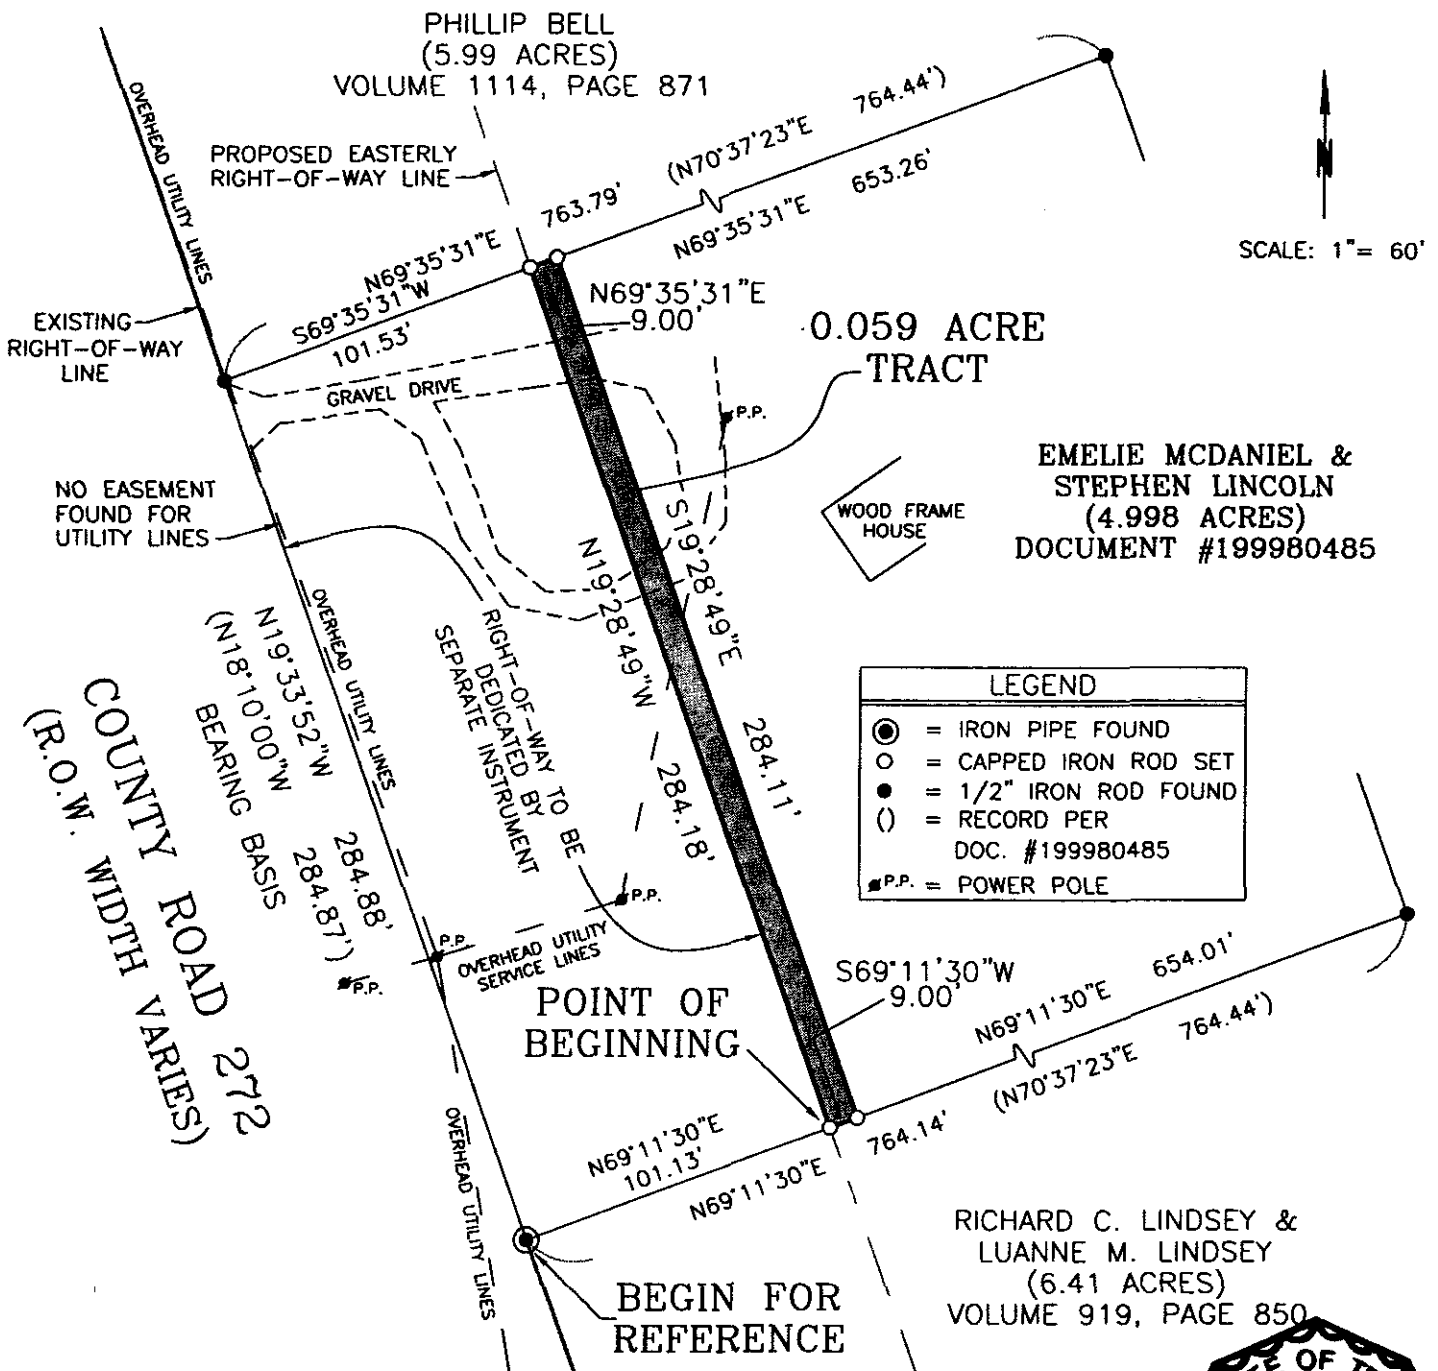 PHILLIP BELL
(5.99 ACRES)
VOLUME 1114, PAGE 871
OVERHEAD UTILITY LINES
PROPOSED EASTERLY
RIGHT-OF-WAY LINE
763.79'
(N70°37'23"E 764.44')
N69°35'31"E 653.26'
N
SCALE: 1"= 60'
N69°35'31"E
S69°35'31"W
101.53'
EXISTING
RIGHT-OF-WAY
LINE
N69°35'31"E
9.00'
0.059 ACRE
TRACT
GRAVEL DRIVE
P.P.
NO EASEMENT
FOUND FOR
UTILITY LINES
WOOD FRAME
HOUSE
EMELIE MCDANIEL &
STEPHEN LINCOLN
(4.998 ACRES)
DOCUMENT #199980485
S19°28'49"E 284.11'
N19°28'49"W 284.18'
OVERHEAD UTILITY LINES
RIGHT-OF-WAY TO BE
DEDICATED BY
SEPARATE INSTRUMENT
N19°33'52"W 284.88'
(N18°10'00"W 284.87')
BEARING BASIS
COUNTY ROAD 272
(R.O.W. WIDTH VARIES)
LEGEND
= IRON PIPE FOUND
= CAPPED IRON ROD SET
= 1/2" IRON ROD FOUND
() = RECORD PER
DOC. #199980485
P.P. = POWER POLE
P.P.
P.P.
P.P.
OVERHEAD UTILITY
SERVICE LINES
POINT OF
BEGINNING
S69°11'30"W
9.00'
N69°11'30"E 654.01'
(N70°37'23"E 764.44')
N69°11'30"E
101.13'
N69°11'30"E 764.14'
OVERHEAD UTILITY LINES
BEGIN FOR
REFERENCE
RICHARD C. LINDSEY &
LUANNE M. LINDSEY
(6.41 ACRES)
VOLUME 919, PAGE 850
OF